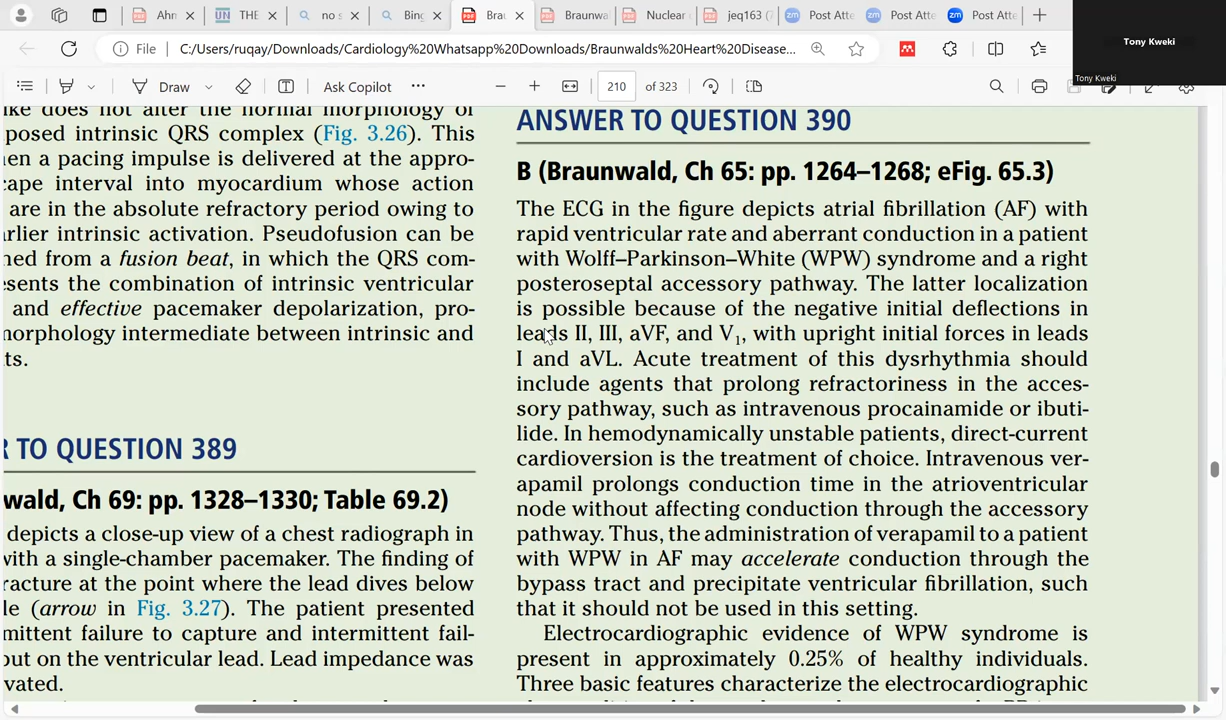 Ahn
THE
no s
Bing
Brau
Braunwa
Nuclear
jeq163 (7
Post Atte
Post Atte
Post Atte
File
C:/Users/ruqay/Downloads/Cardiology%20Whatsapp%20Downloads/Braunwalds%20Heart%20Disease...
Tony Kweki
Tony Kweki
Draw
Ask Copilot
210 of 323
ke does not alter the normal morphology of
posed intrinsic QRS complex (Fig. 3.26). This
en a pacing impulse is delivered at the appro-
cape interval into myocardium whose action
are in the absolute refractory period owing to
rlier intrinsic activation. Pseudofusion can be
ned from a fusion beat, in which the QRS com-
esents the combination of intrinsic ventricular
and effective pacemaker depolarization, pro-
morphology intermediate between intrinsic and
ts.
R TO QUESTION 389
wald, Ch 69: pp. 1328–1330; Table 69.2)
depicts a close-up view of a chest radiograph in
with a single-chamber pacemaker. The finding of
racture at the point where the lead dives below
le (arrow in Fig. 3.27). The patient presented
mittent failure to capture and intermittent fail-
out on the ventricular lead. Lead impedance was
vated.
ANSWER TO QUESTION 390
B (Braunwald, Ch 65: pp. 1264–1268; eFig. 65.3)
The ECG in the figure depicts atrial fibrillation (AF) with
rapid ventricular rate and aberrant conduction in a patient
with Wolff–Parkinson–White (WPW) syndrome and a right
posteroseptal accessory pathway. The latter localization
is possible because of the negative initial deflections in
leads II, III, aVF, and V1, with upright initial forces in leads
I and aVL. Acute treatment of this dysrhythmia should
include agents that prolong refractoriness in the acces-
sory pathway, such as intravenous procainamide or ibuti-
lide. In hemodynamically unstable patients, direct-current
cardioversion is the treatment of choice. Intravenous ver-
apamil prolongs conduction time in the atrioventricular
node without affecting conduction through the accessory
pathway. Thus, the administration of verapamil to a patient
with WPW in AF may accelerate conduction through the
bypass tract and precipitate ventricular fibrillation, such
that it should not be used in this setting.
Electrocardiographic evidence of WPW syndrome is
present in approximately 0.25% of healthy individuals.
Three basic features characterize the electrocardiographic